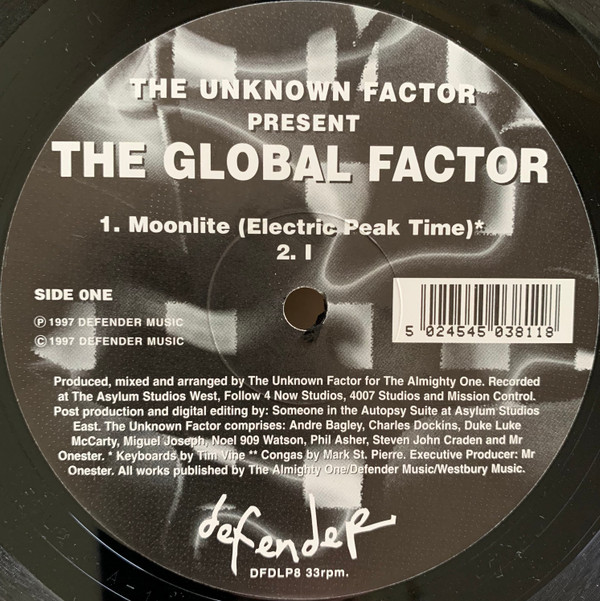 THE UNKNOWN FACTOR
PRESENT
THE GLOBAL FACTOR
1. Moonlite (Electric Peak Time)*
2. I
SIDE ONE
Ⓟ 1997 DEFENDER MUSIC
© 1997 DEFENDER MUSIC
5 024545 038118
Produced, mixed and arranged by The Unknown Factor for The Almighty One. Recorded
at The Asylum Studios West, Follow 4 Now Studios, 4007 Studios and Mission Control.
Post production and digital editing by: Someone in the Autopsy Suite at Asylum Studios
East. The Unknown Factor comprises: Andre Bagley, Charles Dockins, Duke Luke
McCarty, Miguel Joseph, Noel 909 Watson, Phil Asher, Steven John Craden and Mr
Onester. * Keyboards by Tim Vine ** Congas by Mark St. Pierre. Executive Producer: Mr
Onester. All works published by The Almighty One/Defender Music/Westbury Music.
defender
DFDLP8 33rpm.